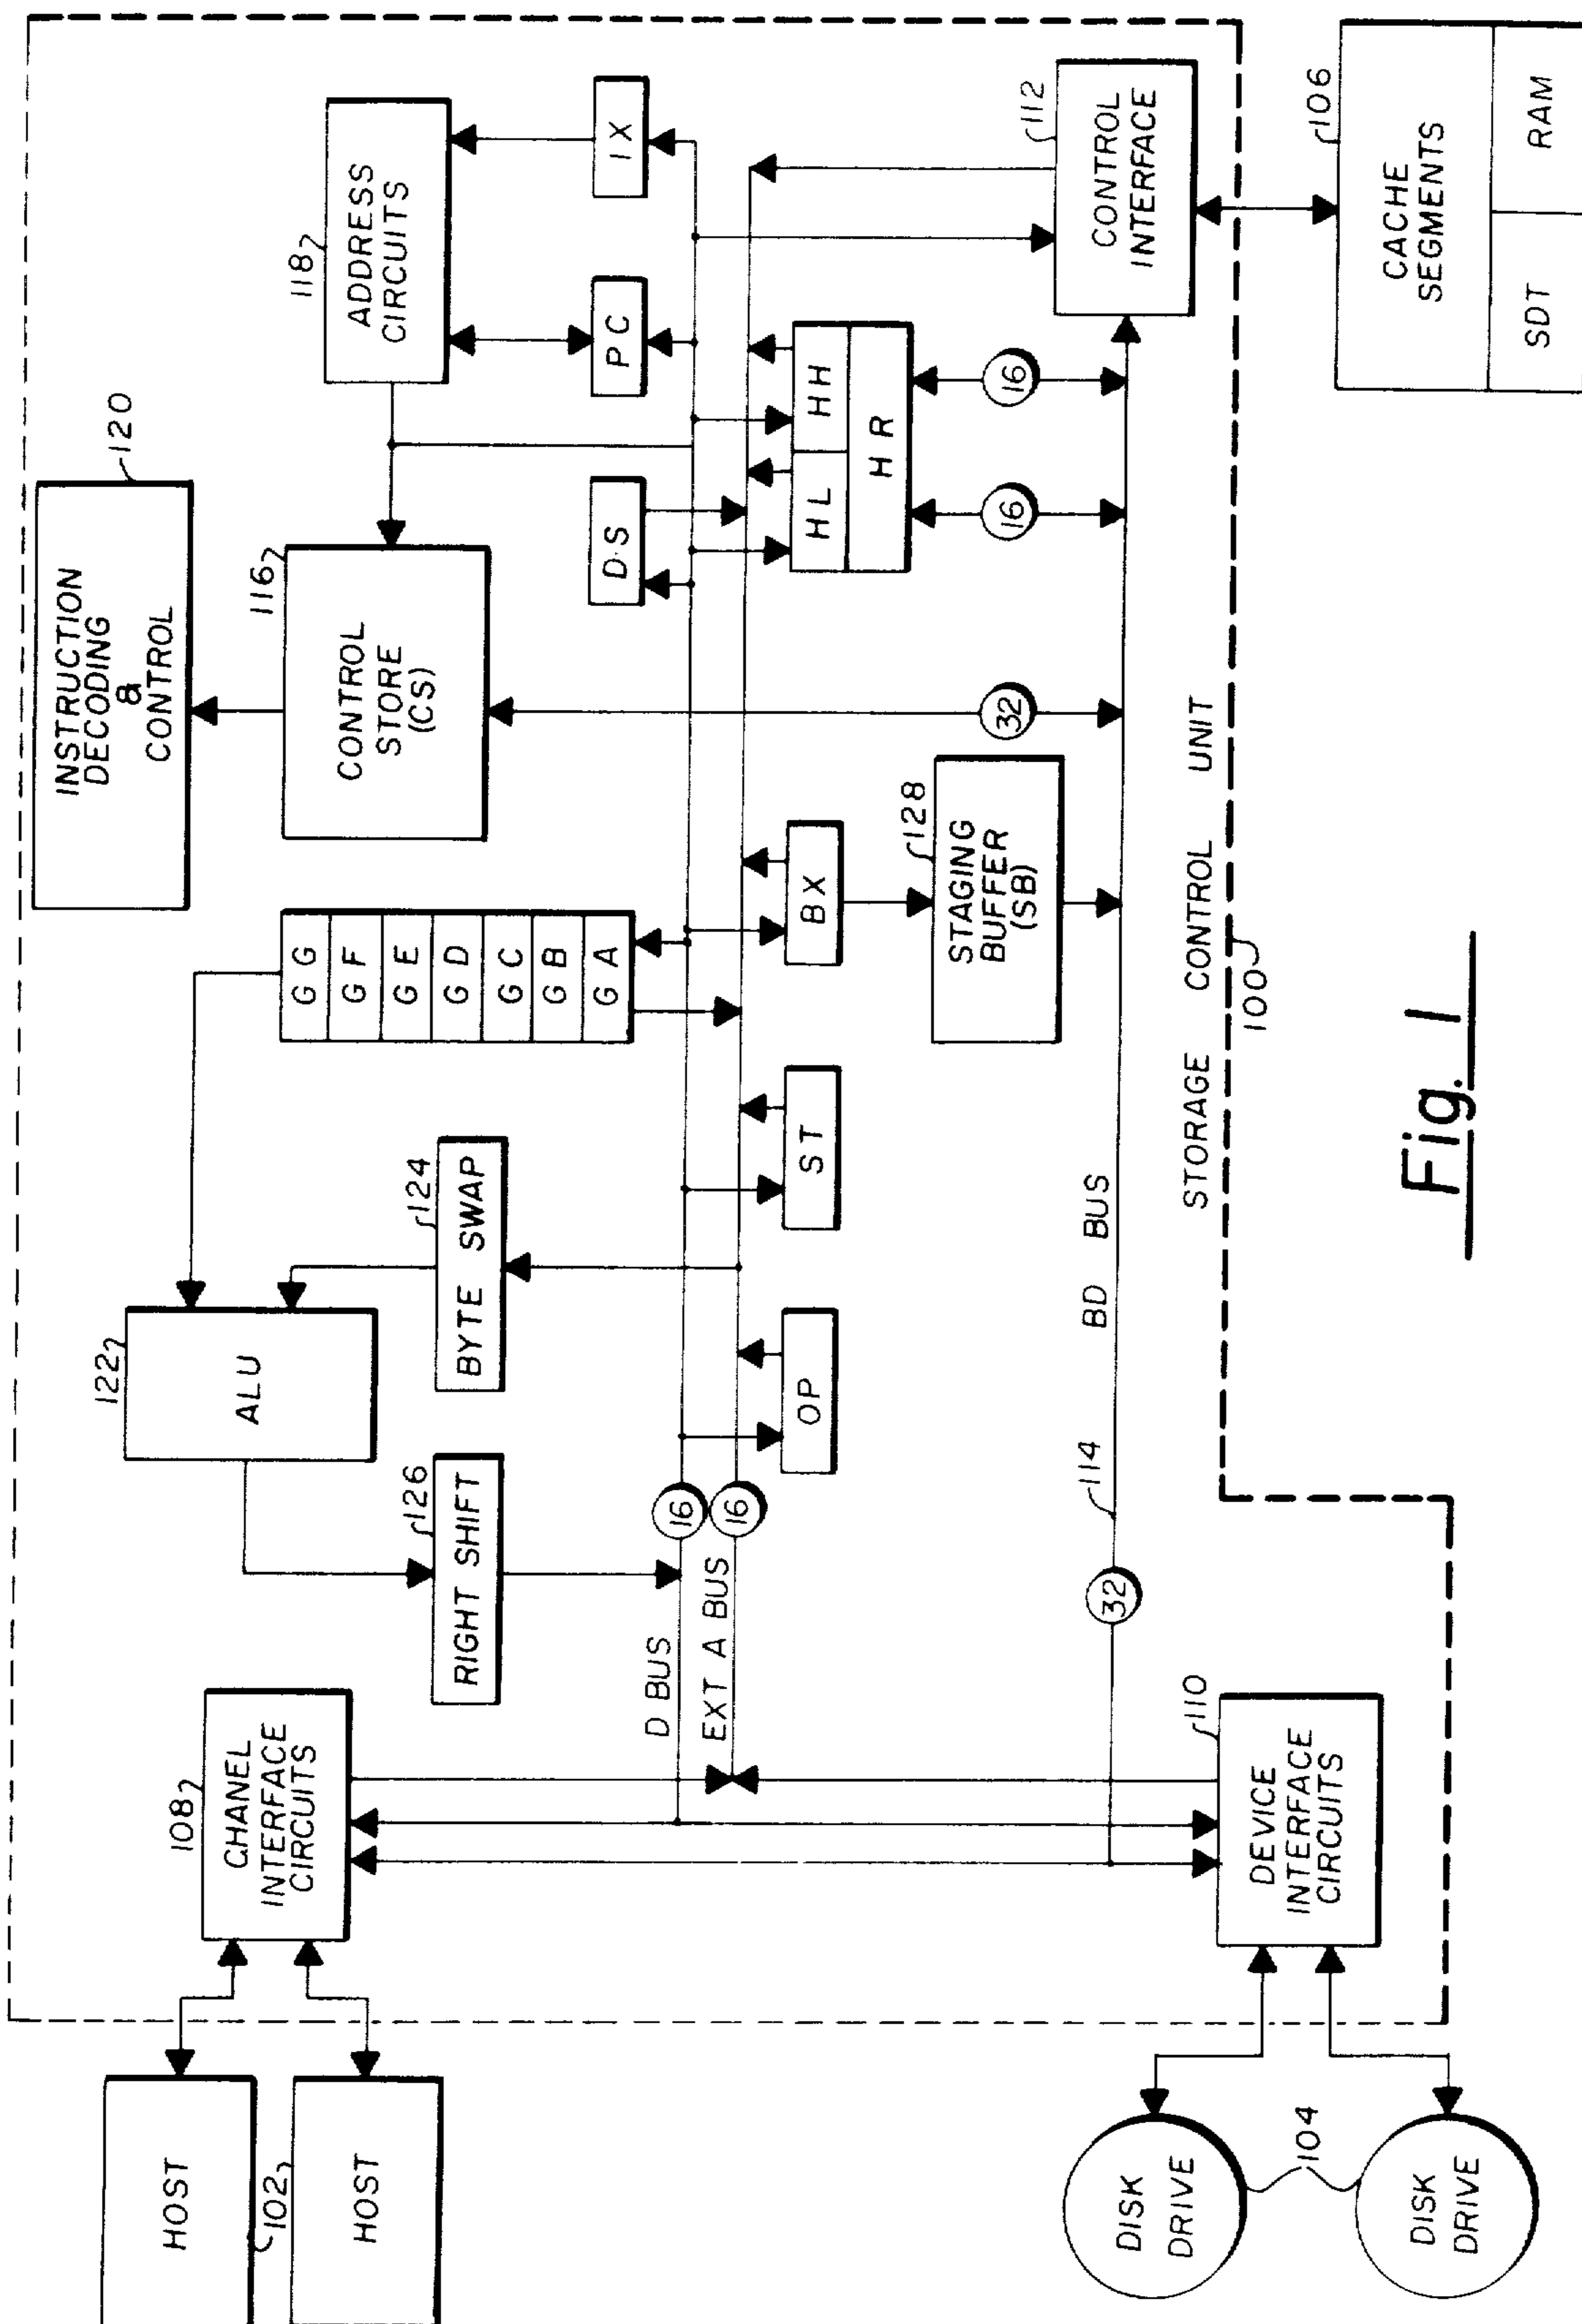 HOST
102
HOST
DISK
DRIVE
104
DISK
DRIVE
108
CHANEL
INTERFACE
CIRCUITS
110
DEVICE
INTERFACE
CIRCUITS
D BUS
EXT A BUS
16
16
32
114
BD BUS
126
RIGHT SHIFT
122
ALU
124
BYTE SWAP
OP
ST
GG
GF
GE
GD
GC
GB
GA
BX
128
STAGING
BUFFER
(SB)
120
INSTRUCTION
DECODING
&
CONTROL
116
CONTROL
STORE
(CS)
32
DS
HL
HH
HR
16
16
118
ADDRESS
CIRCUITS
PC
IX
112
CONTROL
INTERFACE
STORAGE CONTROL UNIT
100
106
CACHE
SEGMENTS
SDT
RAM
Fig. 1